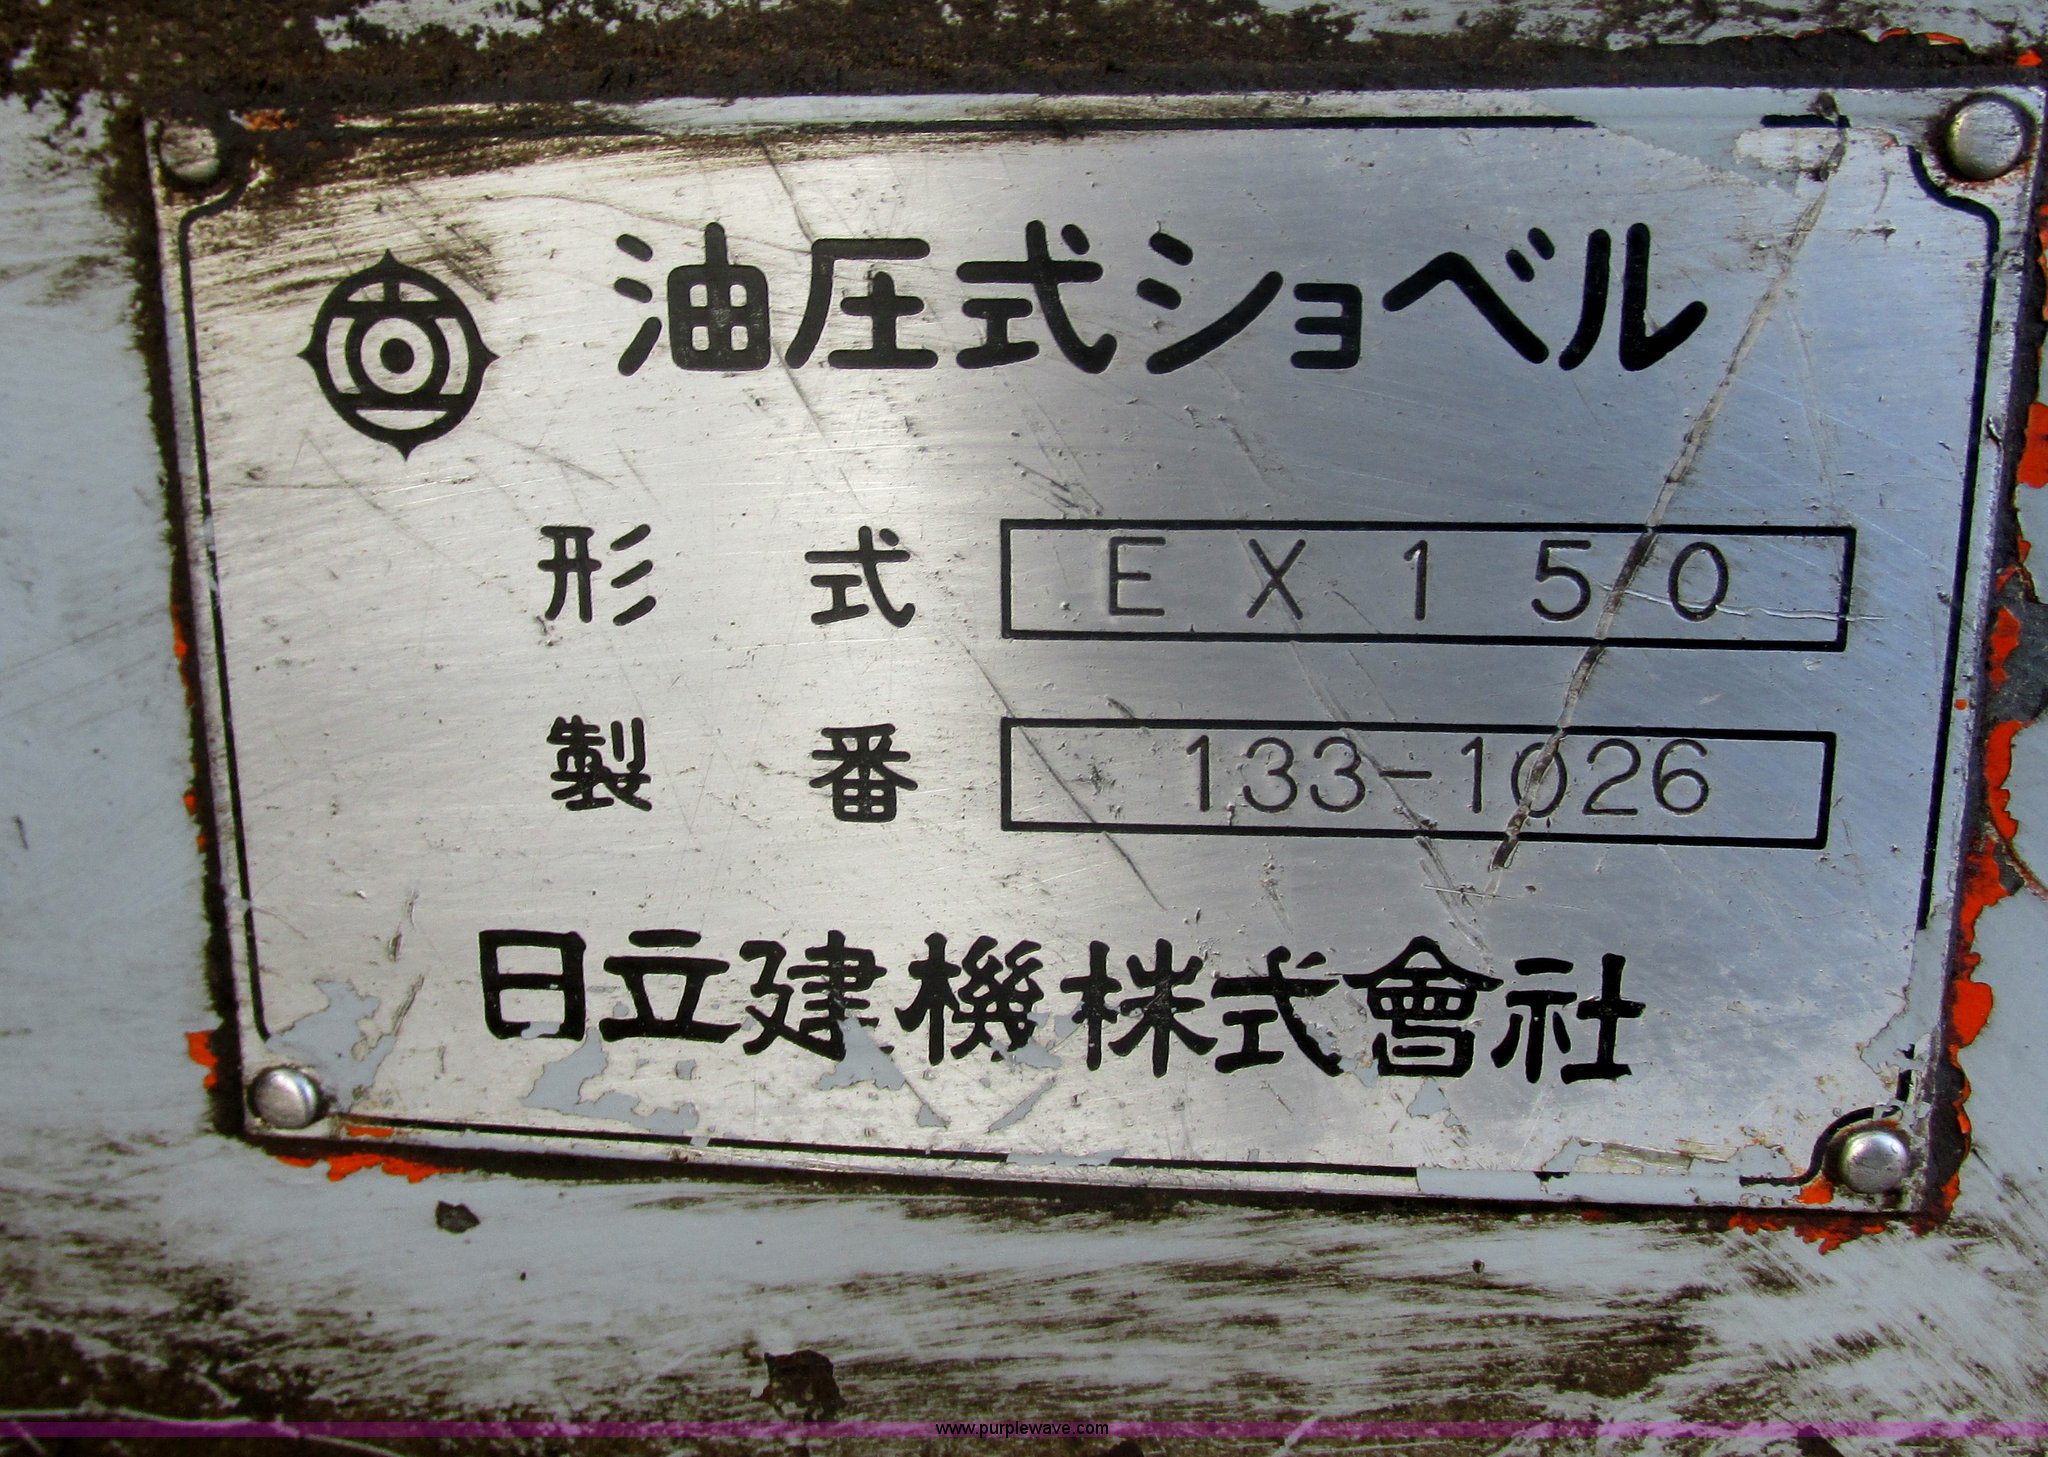 油圧式ショベル
形式 EX150
製番 133-1026
日立建機株式會社
www.purplewave.com